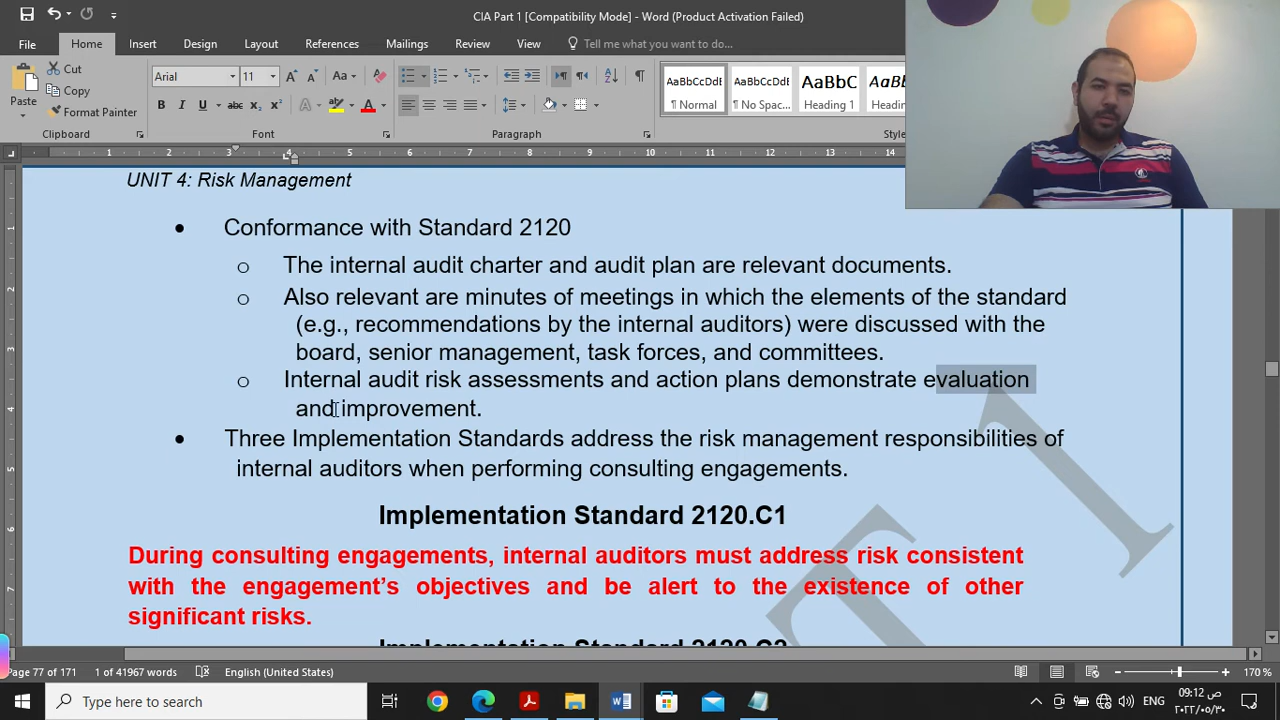 CIA Part 1 [Compatibility Mode] - Word (Product Activation Failed)
File Home Insert Design Layout References Mailings Review View Tell me what you want to do...
Paste
Cut
Copy
Format Painter
Clipboard
Arial 11
Font
Paragraph
AaBbCcDdE AaBbCcDdE AaBbC
¶ Normal ¶ No Spac... Heading 1
UNIT 4: Risk Management
• Conformance with Standard 2120
o The internal audit charter and audit plan are relevant documents.
o Also relevant are minutes of meetings in which the elements of the standard
(e.g., recommendations by the internal auditors) were discussed with the
board, senior management, task forces, and committees.
o Internal audit risk assessments and action plans demonstrate evaluation
and improvement.
• Three Implementation Standards address the risk management responsibilities of
internal auditors when performing consulting engagements.
Implementation Standard 2120.C1
During consulting engagements, internal auditors must address risk consistent
with the engagement’s objectives and be alert to the existence of other
significant risks.
Implementation Standard 2120.C2
Page 77 of 171 1 of 41967 words English (United States) 170 %
Type here to search
ENG
09:12 ص
٢٠٢٢/٠٥/٣٠